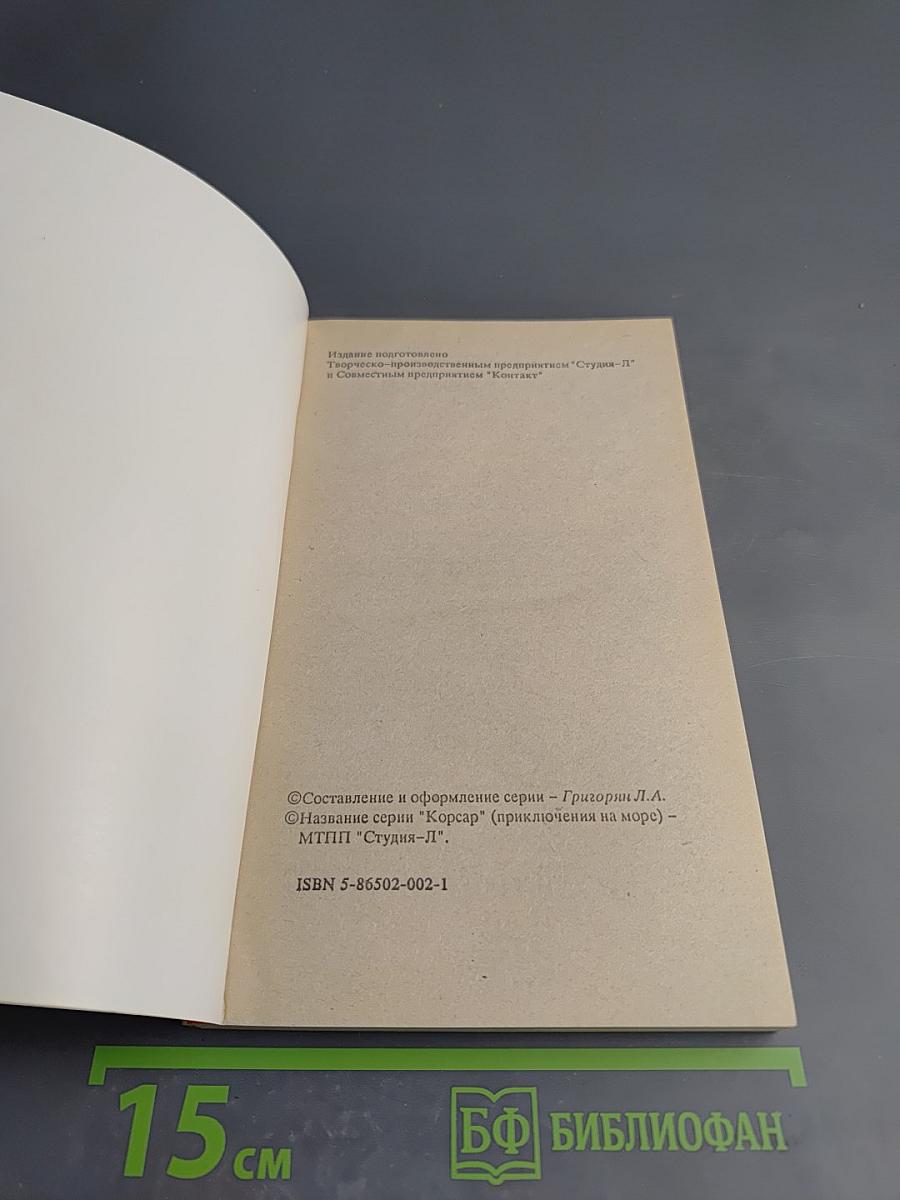 Издание подготовлено
Творческо-производственным предприятием "Студия-Л"
и Совместным предприятием "Контакт"
©Составление и оформление серии – Григорян Л.А.
©Название серии "Корсар" (приключения на море) –
МТПП "Студия-Л".
ISBN 5-86502-002-1
15 см
БФ БИБЛИОФАН